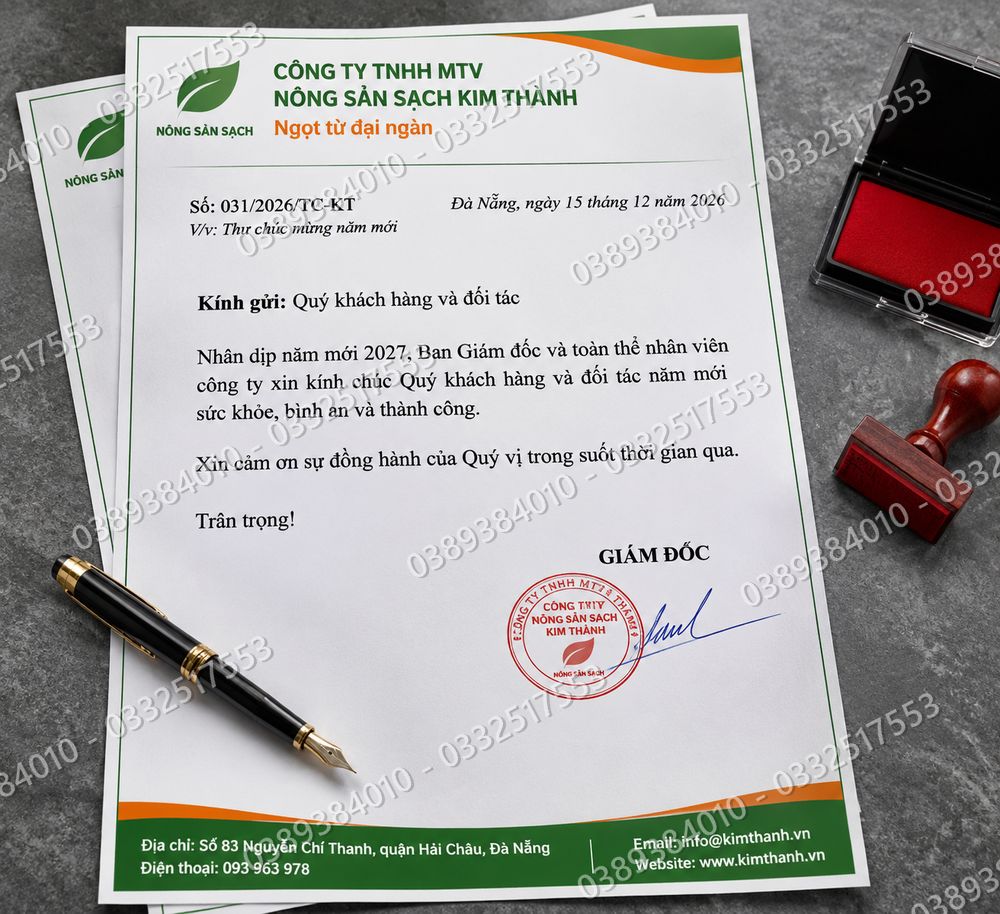 CÔNG TY TNHH MTV
NÔNG SẢN SẠCH KIM THÀNH
Ngọt từ đại ngàn
NÔNG SẢN SẠCH
NÔNG SẢN
Số: 031/2026/TC-KT
Đà Nẵng, ngày 15 tháng 12 năm 2026
V/v: Thư chúc mừng năm mới
Kính gửi: Quý khách hàng và đối tác
Nhân dịp năm mới 2027, Ban Giám đốc và toàn thể nhân viên
công ty xin kính chúc Quý khách hàng và đối tác năm mới
sức khỏe, bình an và thành công.
Xin cảm ơn sự đồng hành của Quý vị trong suốt thời gian qua.
Trân trọng!
GIÁM ĐỐC
CÔNG TY TNHH
CÔNG
NÔNG SẢN SẠCH
KIM THÀNH
NÔNG SẢN SẠCH
Địa chỉ: Số 83 Nguyễn Chí Thanh, quận Hải Châu, Đà Nẵng
Điện thoại: 093 963 978
Email: info@kimthanh.vn
Website: www.kimthanh.vn
0389384010 - 0332517553